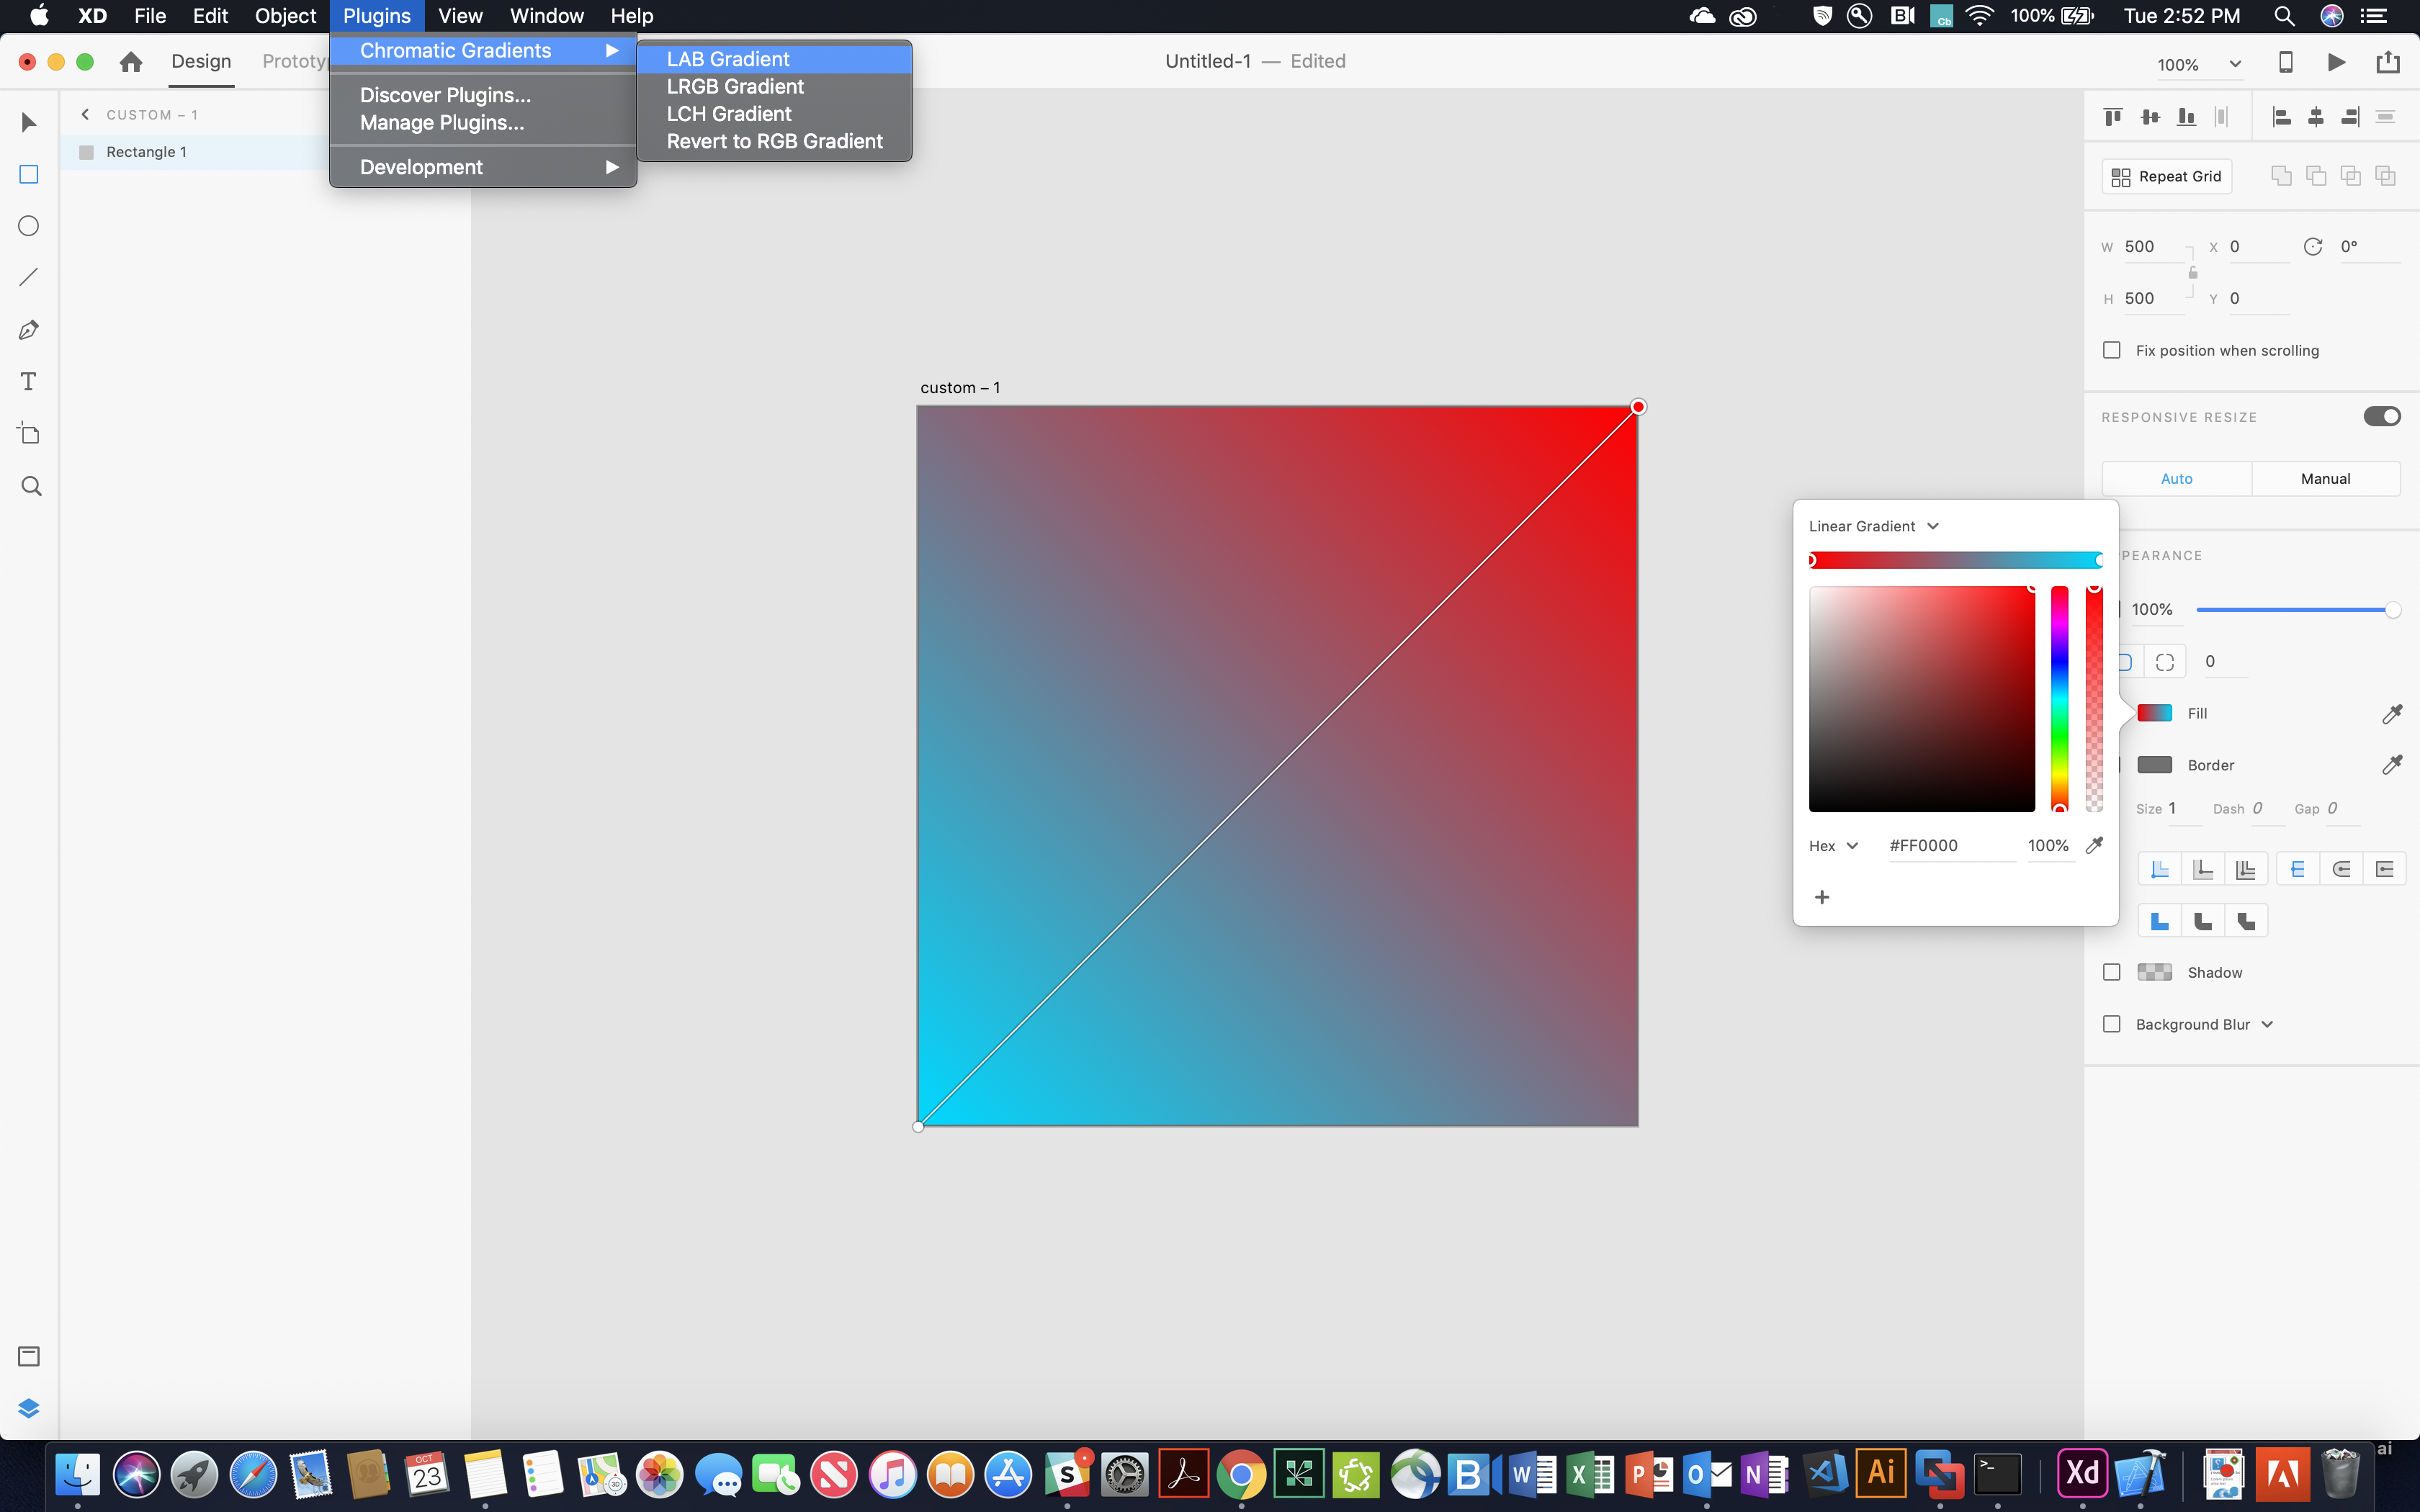 XD File Edit Object Plugins View Window Help
Cb 100% Tue 2:52 PM
Design Prototyp
Chromatic Gradients
Discover Plugins...
Manage Plugins...
Development
LAB Gradient
LRGB Gradient
LCH Gradient
Revert to RGB Gradient
Untitled-1 — Edited
100%
CUSTOM – 1
Rectangle 1
custom – 1
Repeat Grid
W 500 X 0 0°
H 500 Y 0
Fix position when scrolling
RESPONSIVE RESIZE
Auto Manual
PEARANCE
100%
0
Fill
Border
Size 1 Dash 0 Gap 0
Shadow
Background Blur
Linear Gradient
Hex #FF0000 100%
+
OCT
23
S
B W X P O N Ai >_ Xd
ai